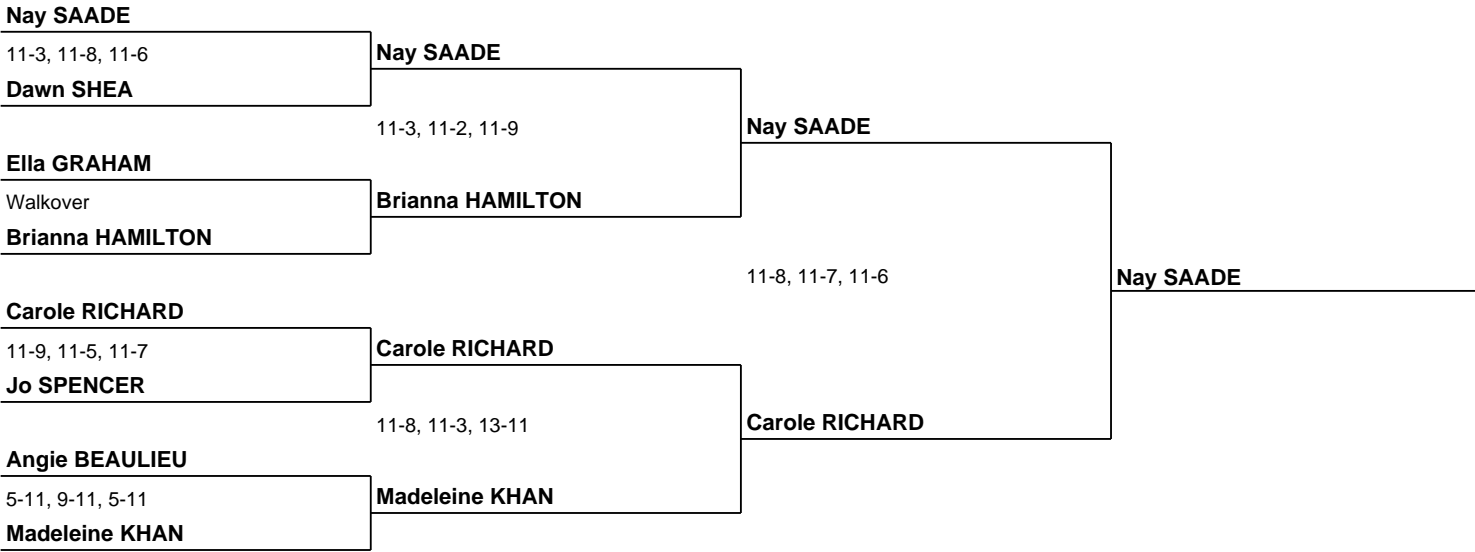 Nay SAADE
11-3, 11-8, 11-6
Dawn SHEA
Ella GRAHAM
Walkover
Brianna HAMILTON
Carole RICHARD
11-9, 11-5, 11-7
Jo SPENCER
Angie BEAULIEU
5-11, 9-11, 5-11
Madeleine KHAN
Nay SAADE
11-3, 11-2, 11-9
Brianna HAMILTON
Carole RICHARD
11-8, 11-3, 13-11
Madeleine KHAN
Nay SAADE
11-8, 11-7, 11-6
Carole RICHARD
Nay SAADE